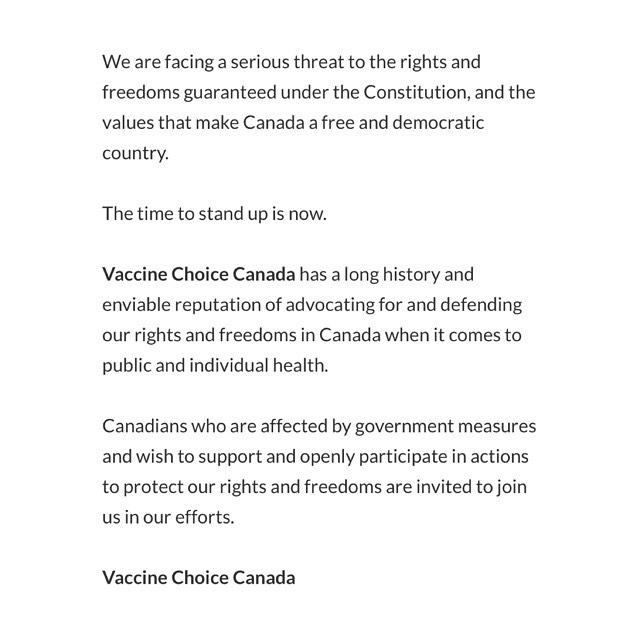 We are facing a serious threat to the rights and
freedoms guaranteed under the Constitution, and the
values that make Canada a free and democratic
country.
The time to stand up is now.
Vaccine Choice Canada has a long history and
enviable reputation of advocating for and defending
our rights and freedoms in Canada when it comes to
public and individual health.
Canadians who are affected by government measures
and wish to support and openly participate in actions
to protect our rights and freedoms are invited to join
us in our efforts.
Vaccine Choice Canada